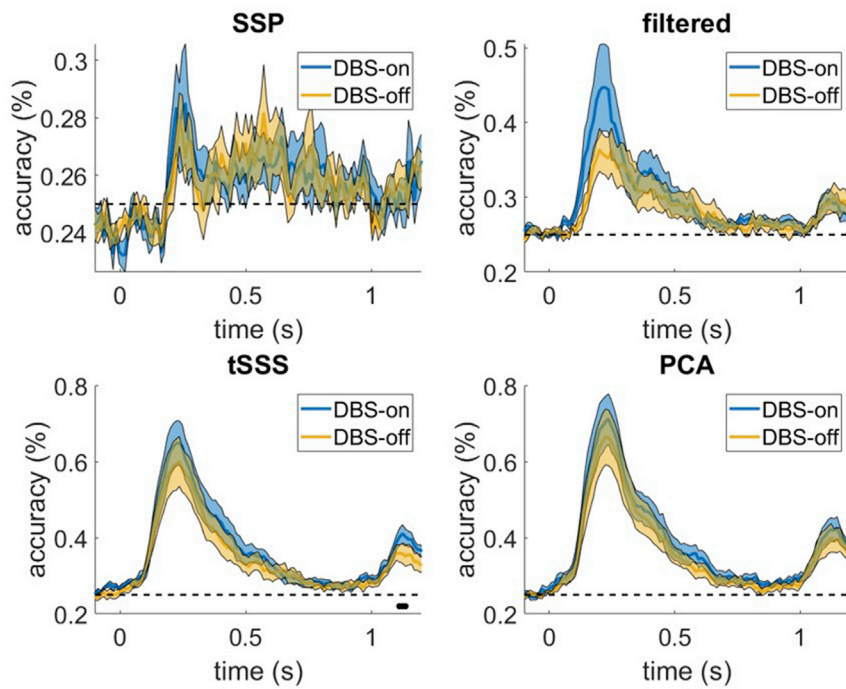 SSP
accuracy (%)
0.3
0.28
0.26
0.24
DBS-on
DBS-off
0
0.5
1
time (s)
filtered
accuracy (%)
0.5
0.4
0.3
0.2
DBS-on
DBS-off
0
0.5
1
time (s)
tSSS
accuracy (%)
0.8
0.6
0.4
0.2
DBS-on
DBS-off
0
0.5
1
time (s)
PCA
accuracy (%)
0.8
0.6
0.4
0.2
DBS-on
DBS-off
0
0.5
1
time (s)